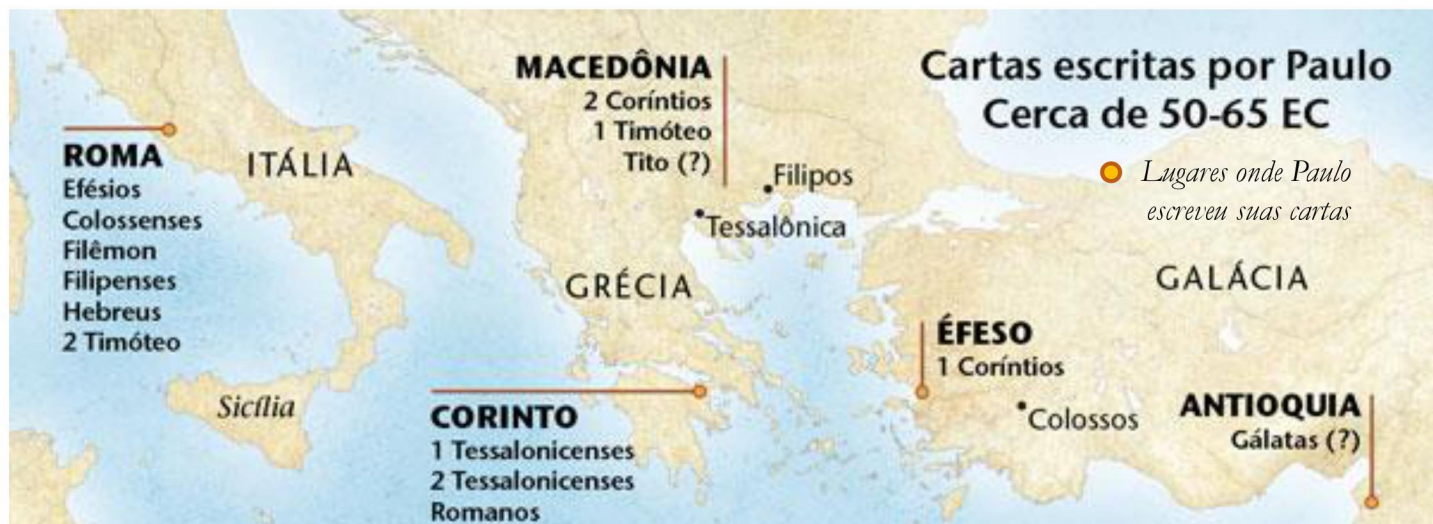 Cartas escritas por Paulo
Cerca de 50-65 EC
Lugares onde Paulo
escreveu suas cartas
ROMA
Efésios
Colossenses
Filêmon
Filipenses
Hebreus
2 Timóteo
ITÁLIA
Sicília
MACEDÔNIA
2 Coríntios
1 Timóteo
Tito (?)
Filipos
Tessalônica
GRÉCIA
CORINTO
1 Tessalonicenses
2 Tessalonicenses
Romanos
ÉFESO
1 Coríntios
Colossos
GALÁCIA
ANTIOQUIA
Gálatas (?)